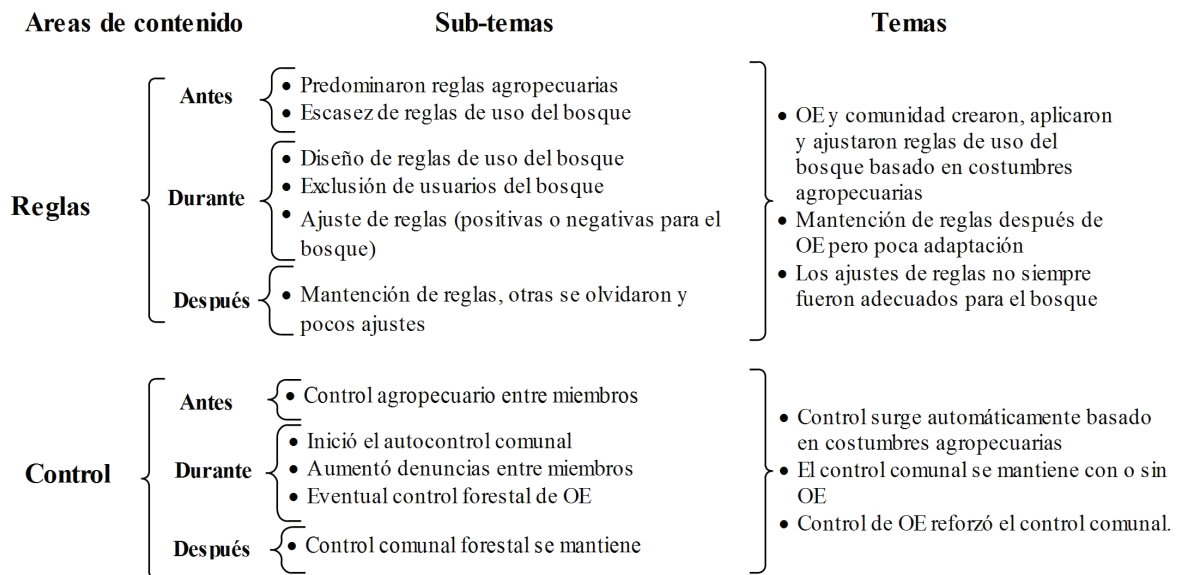 Areas de contenido Sub-temas Temas
Reglas
Antes
• Predominaron reglas agropecuarias
• Escasez de reglas de uso del bosque
Durante
• Diseño de reglas de uso del bosque
• Exclusión de usuarios del bosque
• Ajuste de reglas (positivas o negativas para el
bosque)
Después
• Mantención de reglas, otras se olvidaron y
pocos ajustes
• OE y comunidad crearon, aplicaron
y ajustaron reglas de uso del
bosque basado en costumbres
agropecuarias
• Mantención de reglas después de
OE pero poca adaptación
• Los ajustes de reglas no siempre
fueron adecuados para el bosque
Control
Antes
• Control agropecuario entre miembros
Durante
• Inició el autocontrol comunal
• Aumentó denuncias entre miembros
• Eventual control forestal de OE
Después
• Control comunal forestal se mantiene
• Control surge automáticamente basado
en costumbres agropecuarias
• El control comunal se mantiene con o sin
OE
• Control de OE reforzó el control comunal.